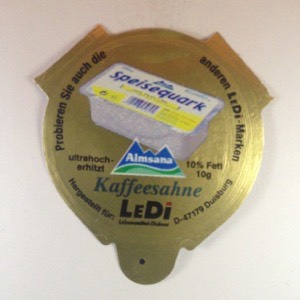 Probieren Sie auch die
anderen LeDi-Marken
Speisequark
ultrahoch-
erhitzt
Almsana
10% Fett
10g
Kaffeesahne
Hergestellt für:
LeDi
D-47179 Duisburg